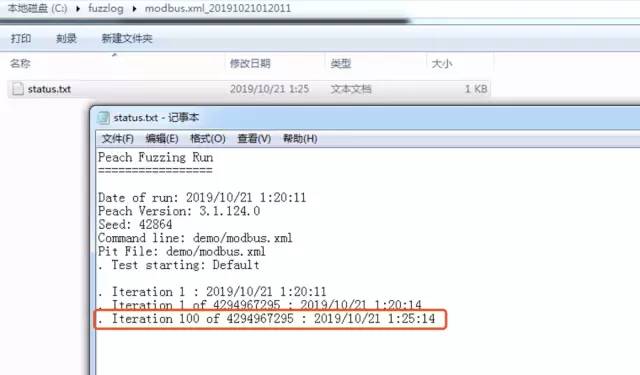 本地磁盘 (C:) fuzzlog modbus.xml_20191021012011
打印 刻录 新建文件夹
名称 修改日期 类型 大小
status.txt 2019/10/21 1:25 文本文档 1 KB
status.txt - 记事本
文件(F) 编辑(E) 格式(O) 查看(V) 帮助(H)
Peach Fuzzing Run
=================
Date of run: 2019/10/21 1:20:11
Peach Version: 3.1.124.0
Seed: 42864
Command line: demo/modbus.xml
Pit File: demo/modbus.xml
. Test starting: Default
. Iteration 1 : 2019/10/21 1:20:11
. Iteration 1 of 4294967295 : 2019/10/21 1:20:14
. Iteration 100 of 4294967295 : 2019/10/21 1:25:14